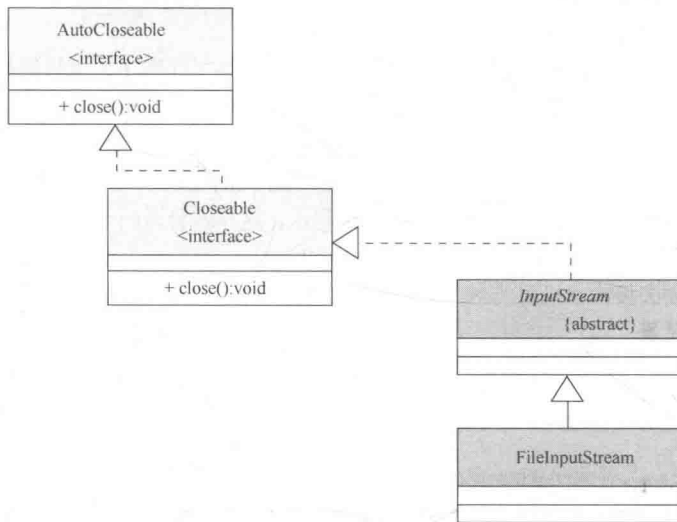 AutoCloseable
<interface>
+ close():void
Closeable
<interface>
+ close():void
InputStream
{abstract}
FileInputStream